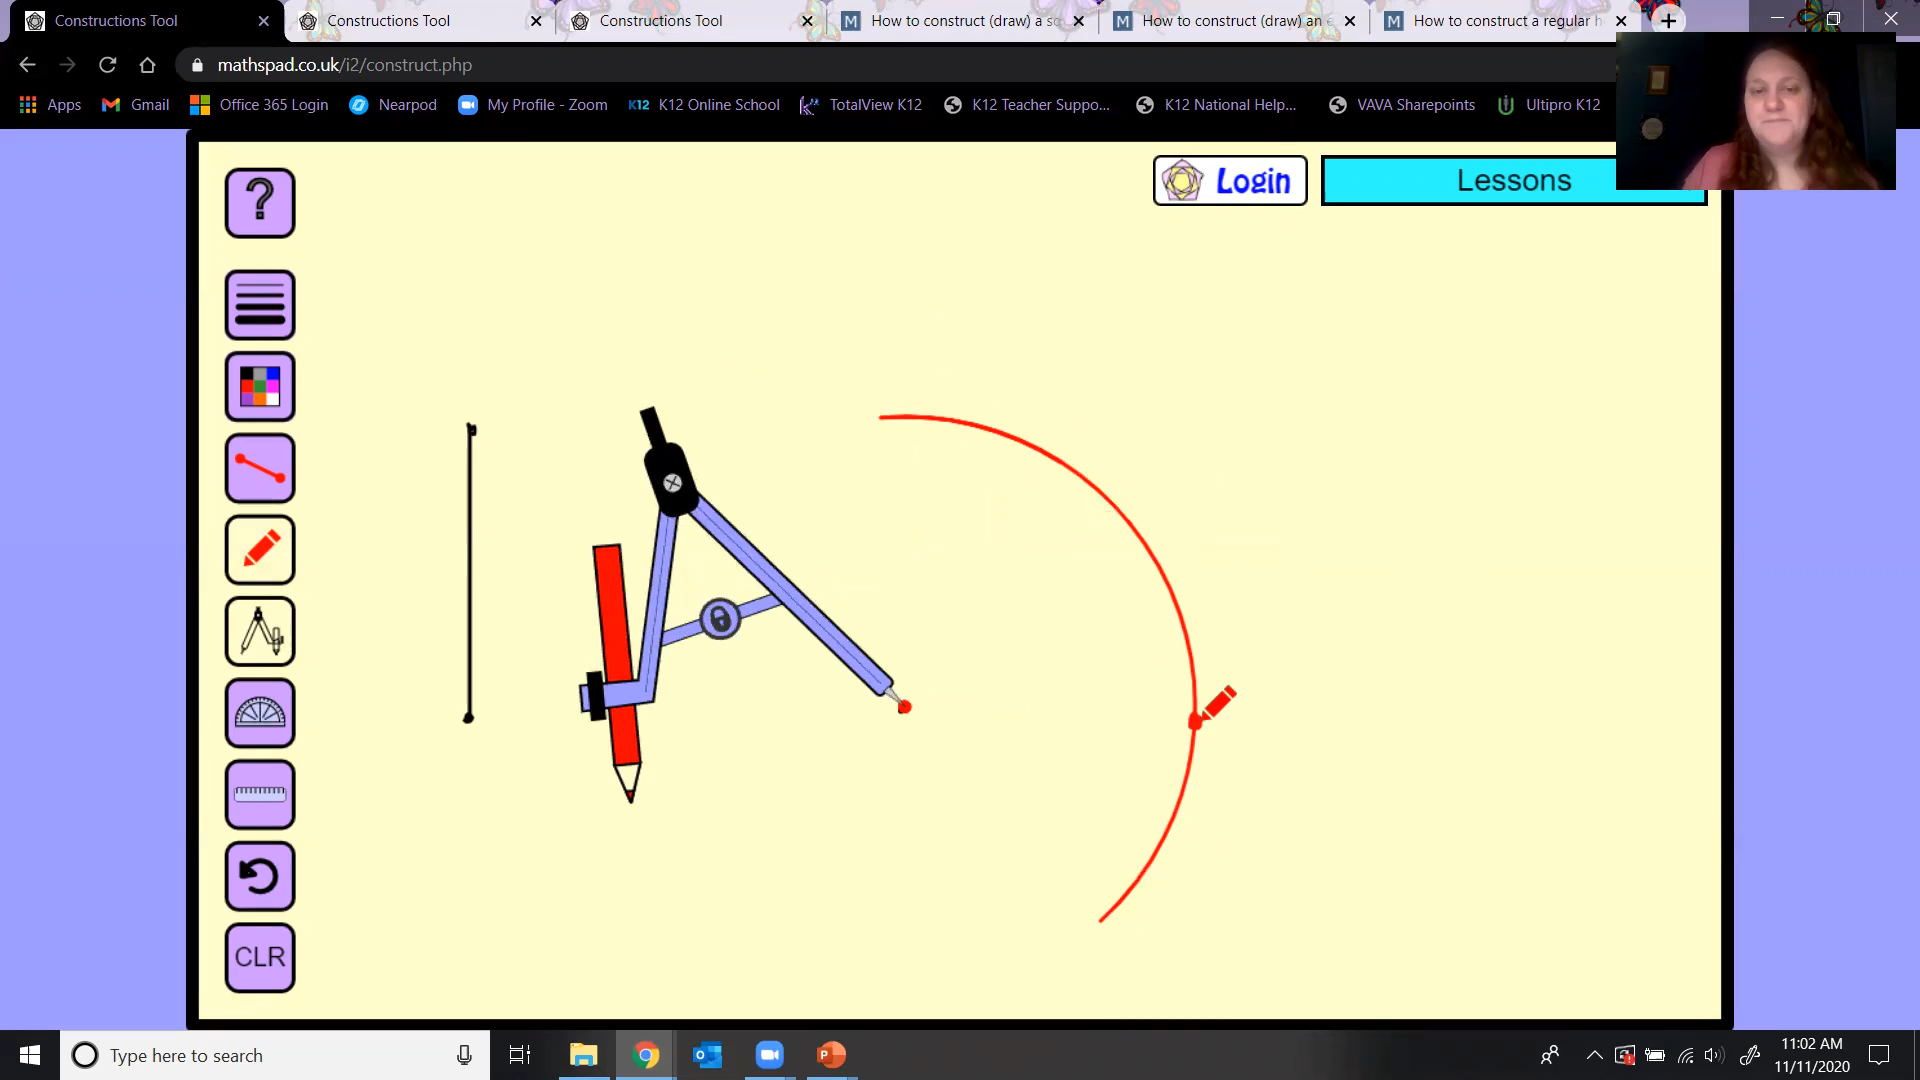 Constructions Tool
Constructions Tool
Constructions Tool
M How to construct (draw) a sq
M How to construct (draw) an e
M How to construct a regular h
mathspad.co.uk/i2/construct.php
Apps
Gmail
Office 365 Login
Nearpod
My Profile - Zoom
K12 K12 Online School
TotalView K12
K12 Teacher Suppo...
K12 National Help...
VAVA Sharepoints
Ultipro K12
?
Login
Lessons
CLR
Type here to search
11:02 AM
11/11/2020